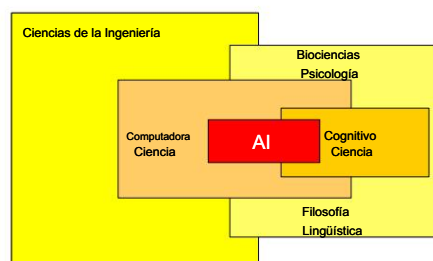 Ciencias de la Ingeniería
Biociencias
Psicología
Computadora
Ciencia
AI
Cognitivo
Ciencia
Filosofía
Lingüística